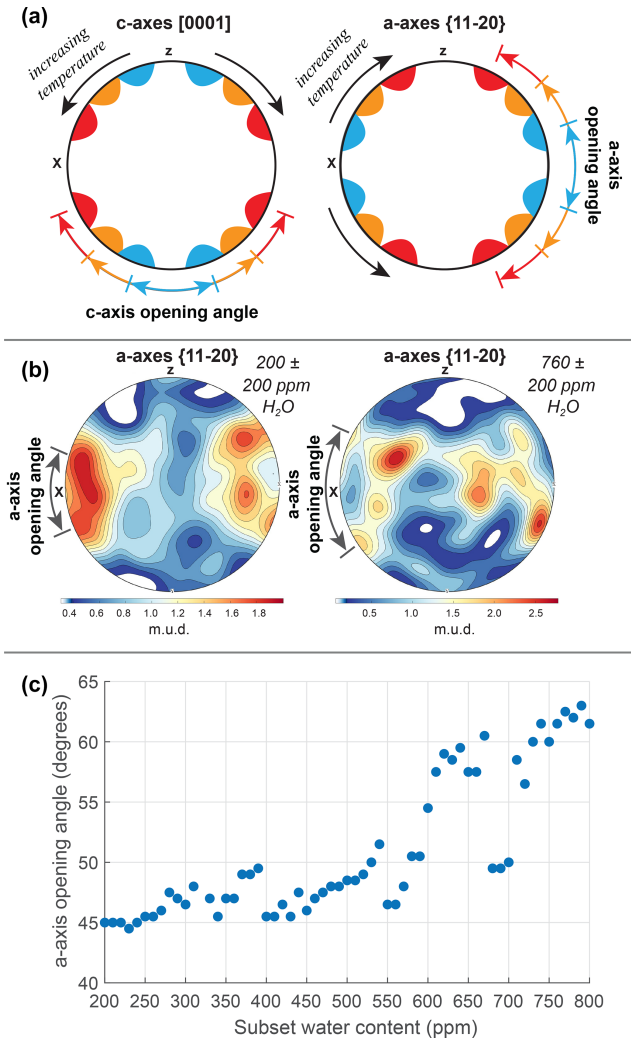 (a)
c-axes [0001]
a-axes {11-20}
z
z
increasing
temperature
increasing
temperature
X
X
a-axis
opening angle
c-axis opening angle
(b)
a-axes {11-20}
200 ±
200 ppm
H₂O
a-axes {11-20}
760 ±
200 ppm
H₂O
z
z
a-axis
opening angle
X
a-axis
opening angle
X
0.4 0.6 0.8 1.0 1.2 1.4 1.6 1.8
m.u.d.
0.5 1.0 1.5 2.0 2.5
m.u.d.
(c)
a-axis opening angle (degrees)
65
60
55
50
45
40
200 250 300 350 400 450 500 550 600 650 700 750 800
Subset water content (ppm)